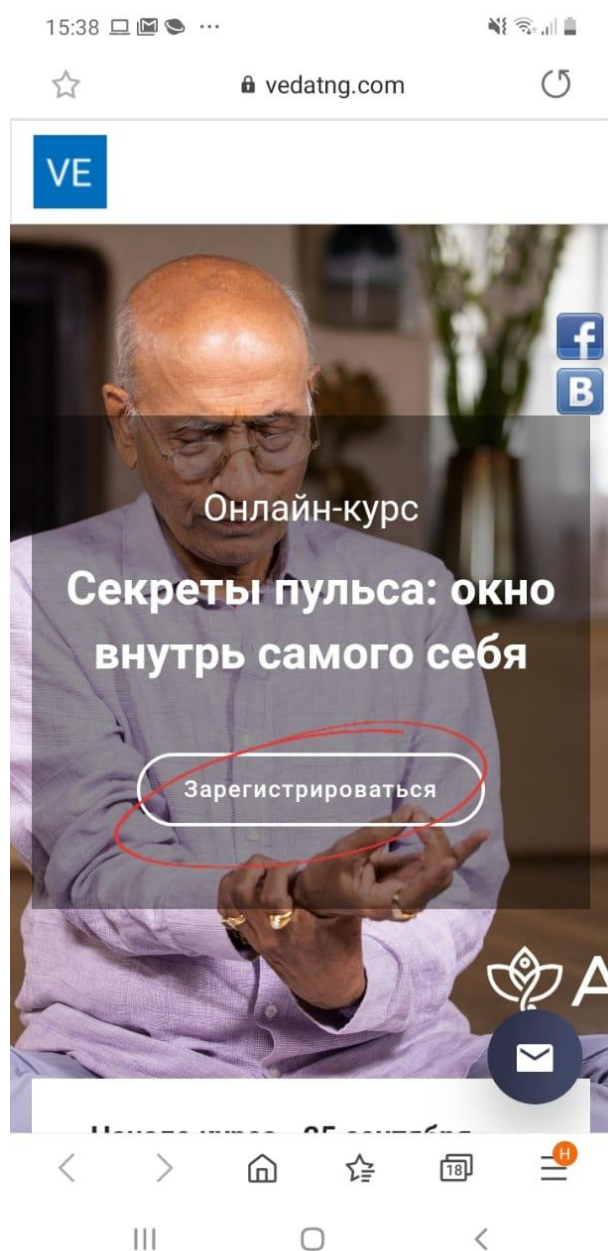 15:38
vedatng.com
VE
Онлайн-курс
Секреты пульса: окно
внутрь самого себя
Зарегистрироваться
A
18
H